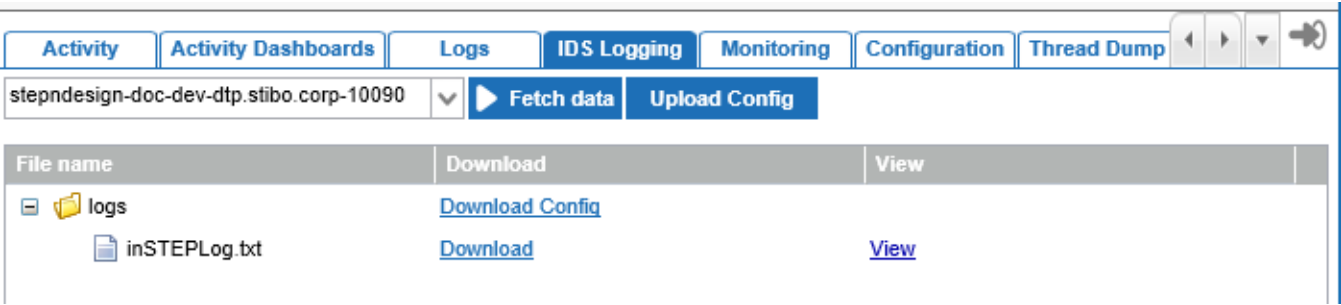 Activity Activity Dashboards Logs IDS Logging Monitoring Configuration Thread Dump
stepndesign-doc-dev-dtp.stibo.corp-10090 Fetch data Upload Config
File name Download View
logs Download Config
inSTEPLog.txt Download View